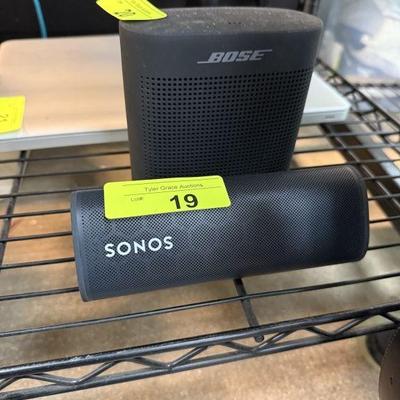 BOSE
Tyler Grace Auctions
Lot#: 19
SONOS